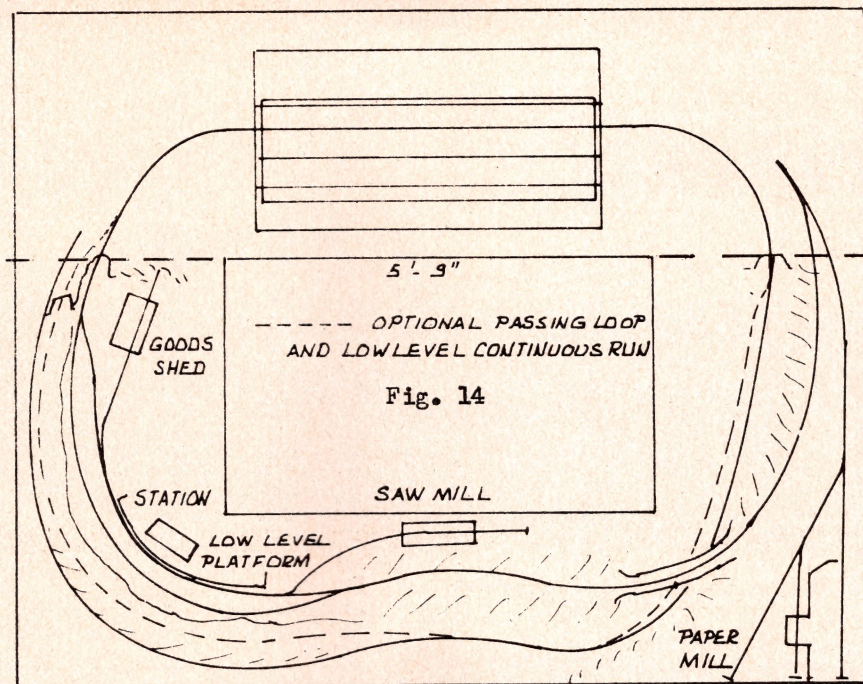 5'- 9"
OPTIONAL PASSING LOOP
AND LOW LEVEL CONTINUOUS RUN
Fig. 14
GOODS
SHED
STATION
SAW MILL
LOW LEVEL
PLATFORM
PAPER
MILL